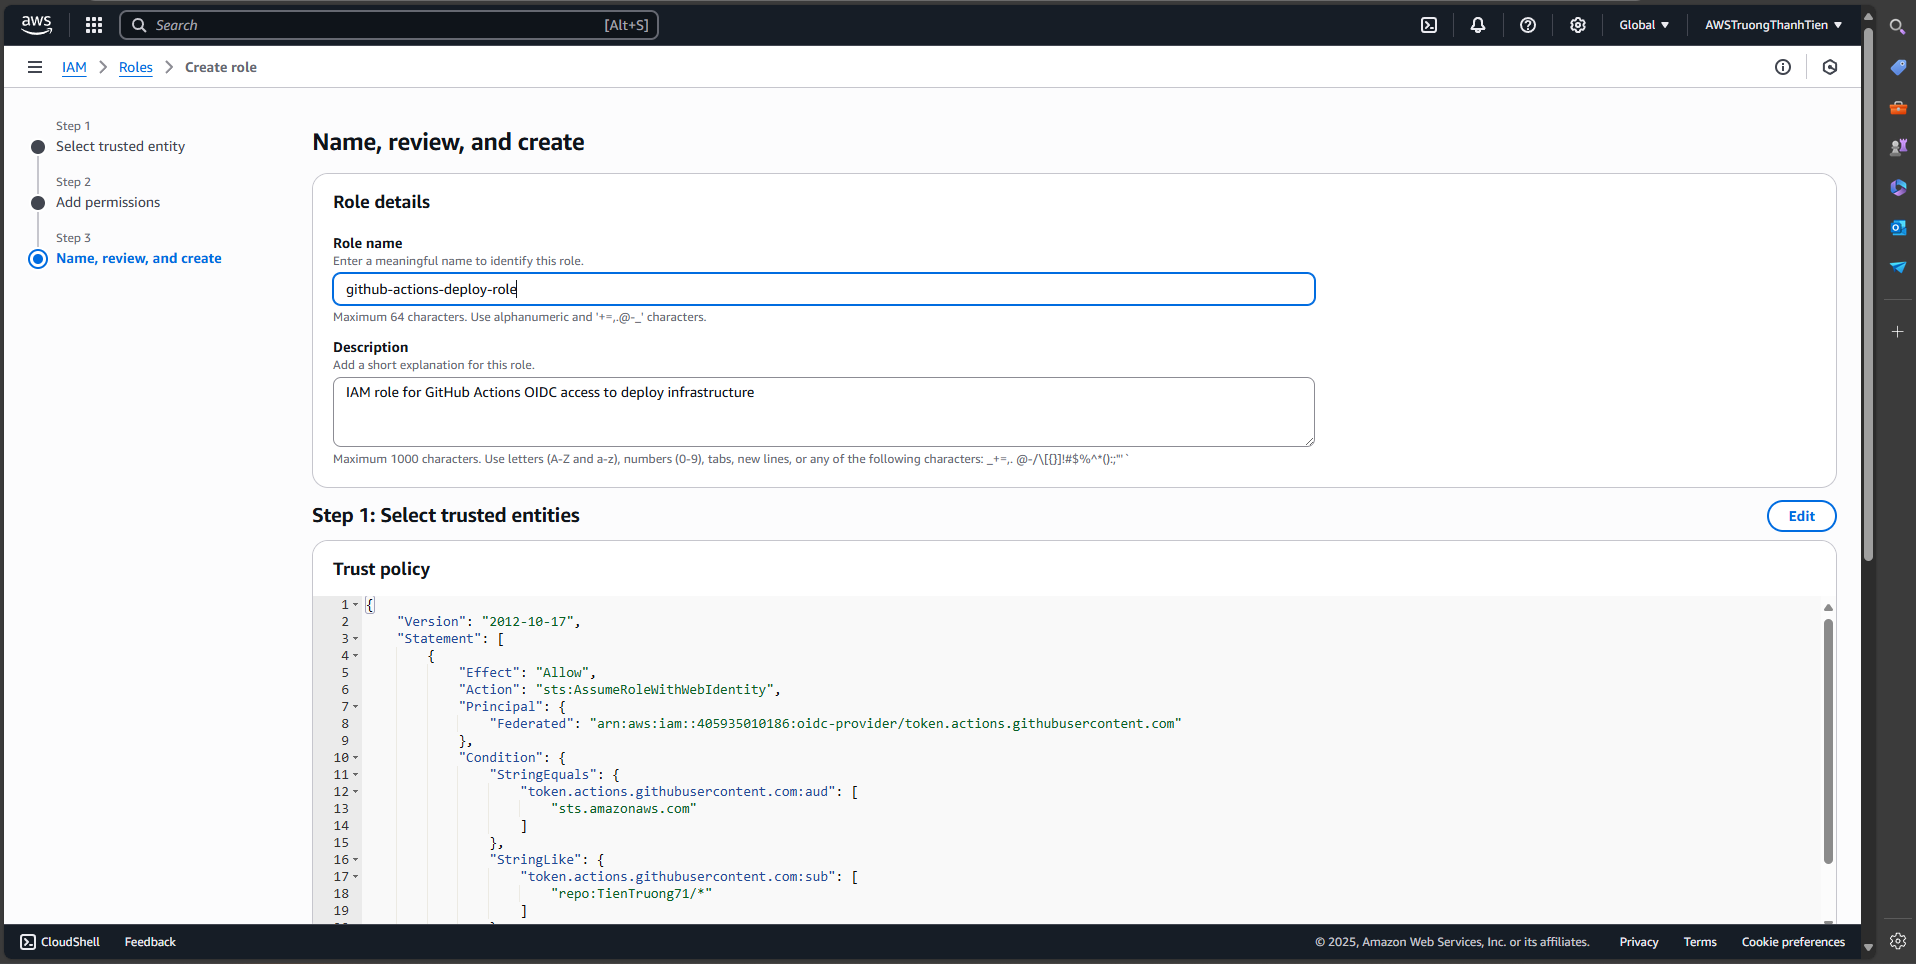 aws
Search
[Alt+S]
Global
AWSTruongThanhTien
IAM
Roles
Create role
Step 1
Select trusted entity
Step 2
Add permissions
Step 3
Name, review, and create
Name, review, and create
Role details
Role name
Enter a meaningful name to identify this role.
github-actions-deploy-role
Maximum 64 characters. Use alphanumeric and '+=,.@-_' characters.
Description
Add a short explanation for this role.
IAM role for GitHub Actions OIDC access to deploy infrastructure
Maximum 1000 characters. Use letters (A-Z and a-z), numbers (0-9), tabs, new lines, or any of the following characters: _+=,. @-/\[{}]!#$%^*();:"'`
Step 1: Select trusted entities
Edit
Trust policy
1 {
2 "Version": "2012-10-17",
3 "Statement": [
4 {
5 "Effect": "Allow",
6 "Action": "sts:AssumeRoleWithWebIdentity",
7 "Principal": {
8 "Federated": "arn:aws:iam::405935010186:oidc-provider/token.actions.githubusercontent.com"
9 },
10 "Condition": {
11 "StringEquals": {
12 "token.actions.githubusercontent.com:aud": [
13 "sts.amazonaws.com"
14 ]
15 },
16 "StringLike": {
17 "token.actions.githubusercontent.com:sub": [
18 "repo:TienTruong71/*"
19 ]
CloudShell
Feedback
© 2025, Amazon Web Services, Inc. or its affiliates.
Privacy
Terms
Cookie preferences